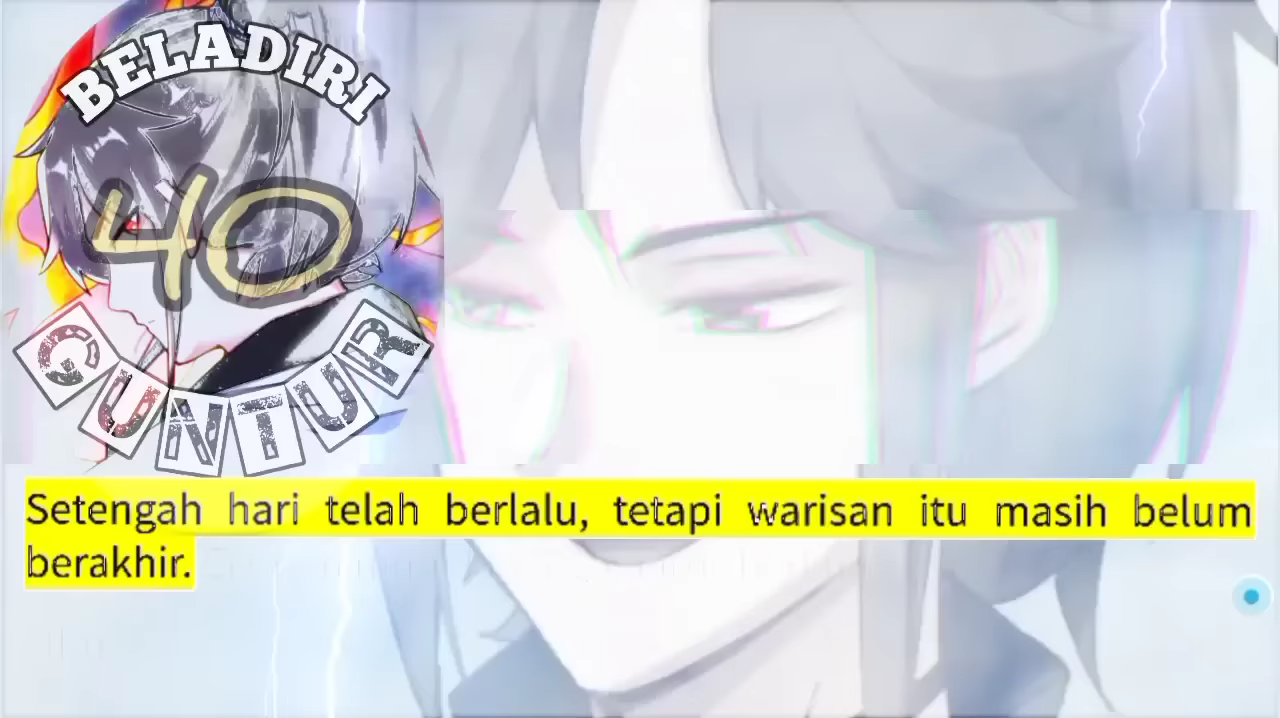 BELADIRI
40
GUNTUR
Setengah hari telah berlalu, tetapi warisan itu masih belum
berakhir.